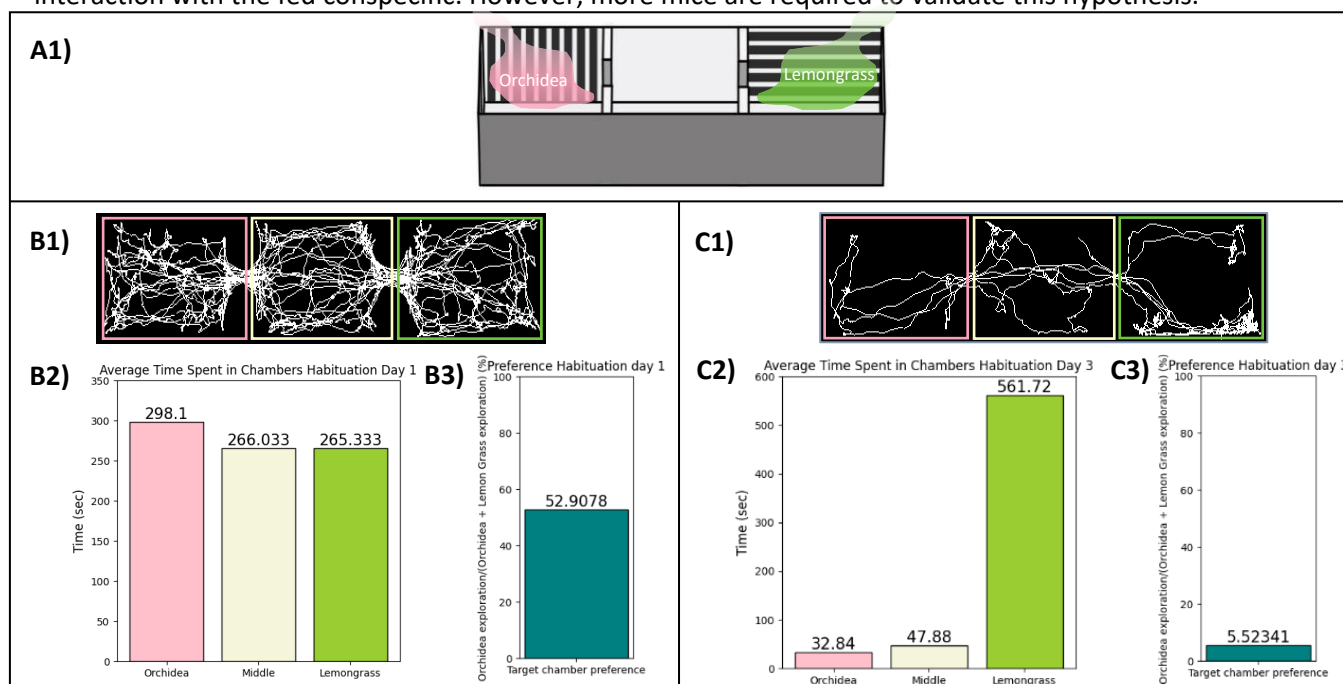 interaction with the fed conspecific. However, more mice are required to validate this hypothesis.
A1)
Orchidea
Lemongrass
B1)
C1)
B2)
Average Time Spent in Chambers Habituation Day 1
Time (sec)
350
300
250
200
150
100
50
0
298.1
266.033
265.333
Orchidea
Middle
Lemongrass
B3)
Preference Habituation day 1
Orchidea exploration/(Orchidea + Lemon Grass exploration) (%)
100
80
60
40
20
0
52.9078
Target chamber preference
C2)
Average Time Spent in Chambers Habituation Day 3
Time (sec)
600
500
400
300
200
100
0
32.84
47.88
561.72
Orchidea
Middle
Lemongrass
C3)
Preference Habituation day 3
Orchidea exploration/(Orchidea + Lemon Grass exploration) (%)
100
80
60
40
20
0
5.52341
Target chamber preference